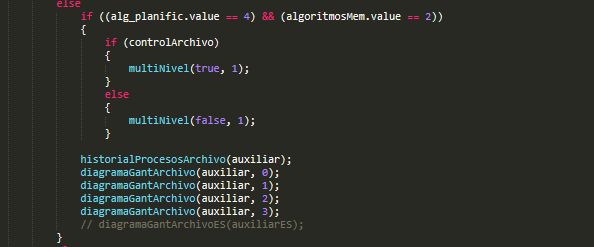 else
if ((alg_planific.value == 4) && (algoritmosMem.value == 2))
{
if (controlArchivo)
{
multiNivel(true, 1);
}
else
{
multiNivel(false, 1);
}
historialProcesosArchivo(auxiliar);
diagramaGantArchivo(auxiliar, 0);
diagramaGantArchivo(auxiliar, 1);
diagramaGantArchivo(auxiliar, 2);
diagramaGantArchivo(auxiliar, 3);
// diagramaGantArchivoES(auxiliarES);
}